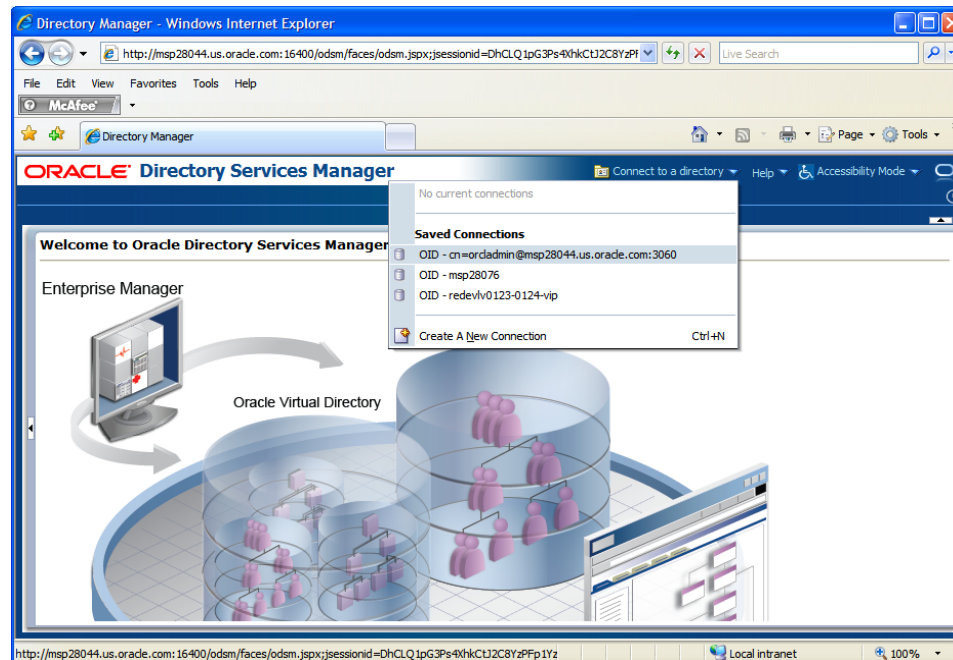 Directory Manager - Windows Internet Explorer
http://msp28044.us.oracle.com:16400/odsm/faces/odsm.jspx;jsessionid=DhCLQ1pG3Ps4XhkCtJ2C8YzPF
Live Search
File Edit View Favorites Tools Help
McAfee
Directory Manager
Page Tools
ORACLE Directory Services Manager
Connect to a directory Help Accessibility Mode
No current connections
Saved Connections
OID - cn=orcladmin@msp28044.us.oracle.com:3060
OID - msp28076
OID - redevlv0123-0124-vip
Create A New Connection Ctrl+N
Welcome to Oracle Directory Services Manager
Enterprise Manager
Oracle Virtual Directory
http://msp28044.us.oracle.com:16400/odsm/faces/odsm.jspx;jsessionid=DhCLQ1pG3Ps4XhkCtJ2C8YzPFp1Yz
Local intranet
100%